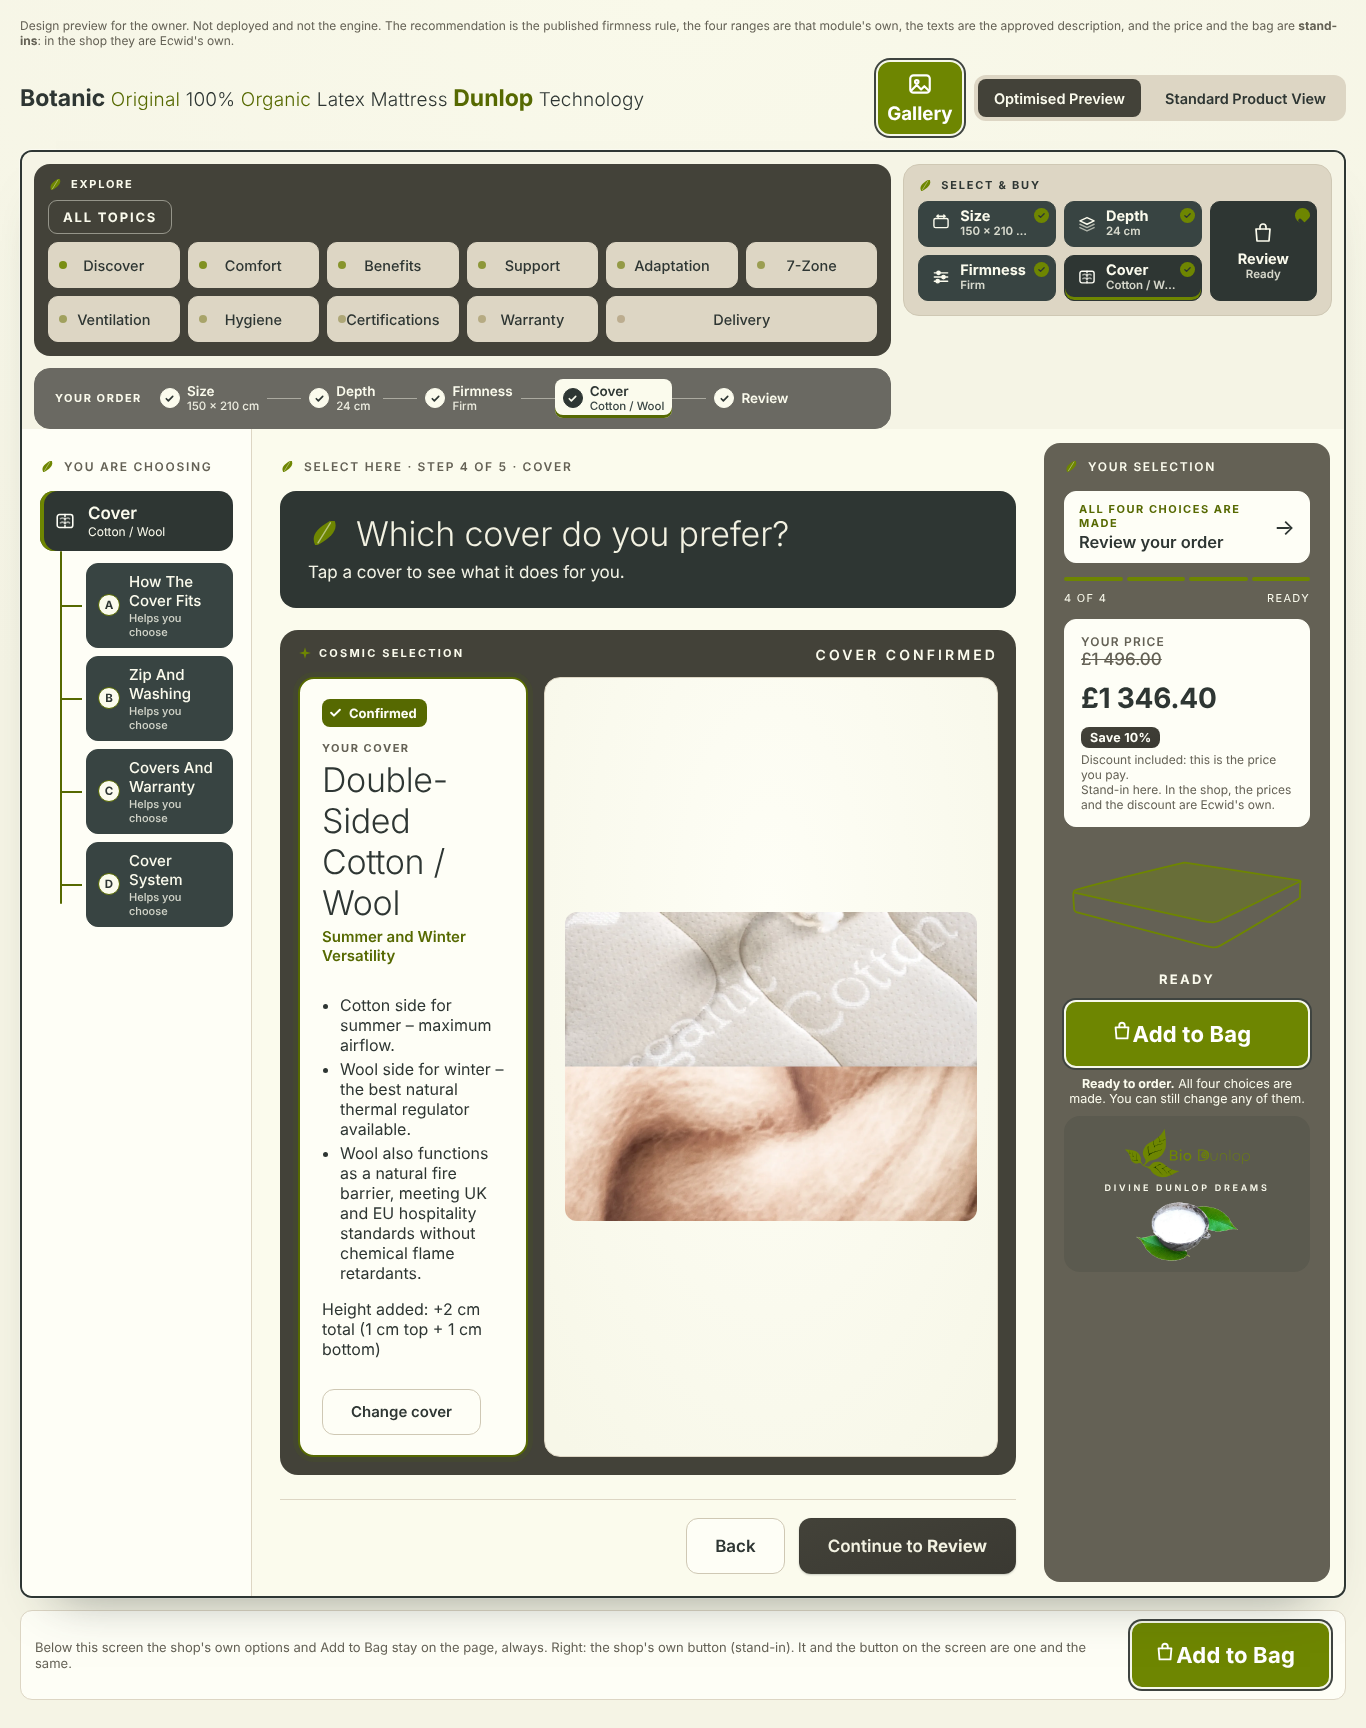 Design preview for the owner. Not deployed and not the engine. The recommendation is the published firmness rule, the four ranges are that module's own, the texts are the approved description, and the price and the bag are stand-
ins: in the shop they are Ecwid's own.
Botanic Original 100% Organic Latex Mattress Dunlop Technology
Gallery
Optimised Preview
Standard Product View
EXPLORE
ALL TOPICS
Discover
Comfort
Benefits
Support
Adaptation
7-Zone
Ventilation
Hygiene
Certifications
Warranty
Delivery
SELECT & BUY
Size
150 × 210 ...
Depth
24 cm
Firmness
Firm
Cover
Cotton / W...
Review
Ready
YOUR ORDER
Size
150 × 210 cm
Depth
24 cm
Firmness
Firm
Cover
Cotton / Wool
Review
YOU ARE CHOOSING
Cover
Cotton / Wool
A
How The
Cover Fits
Helps you
choose
B
Zip And
Washing
Helps you
choose
C
Covers And
Warranty
Helps you
choose
D
Cover
System
Helps you
choose
SELECT HERE · STEP 4 OF 5 · COVER
Which cover do you prefer?
Tap a cover to see what it does for you.
COSMIC SELECTION
COVER CONFIRMED
Confirmed
YOUR COVER
Double-
Sided
Cotton /
Wool
Summer and Winter
Versatility
• Cotton side for
summer – maximum
airflow.
• Wool side for winter –
the best natural
thermal regulator
available.
• Wool also functions
as a natural fire
barrier, meeting UK
and EU hospitality
standards without
chemical flame
retardants.
Height added: +2 cm
total (1 cm top + 1 cm
bottom)
Change cover
ganic
Cotton
Back
Continue to Review
YOUR SELECTION
ALL FOUR CHOICES ARE
MADE
Review your order
4 OF 4
READY
YOUR PRICE
£1 496.00
£1 346.40
Save 10%
Discount included: this is the price
you pay.
Stand-in here. In the shop, the prices
and the discount are Ecwid's own.
READY
Add to Bag
Ready to order. All four choices are
made. You can still change any of them.
Bio Dunlop
DIVINE DUNLOP DREAMS
Below this screen the shop's own options and Add to Bag stay on the page, always. Right: the shop's own button (stand-in). It and the button on the screen are one and the
same.
Add to Bag